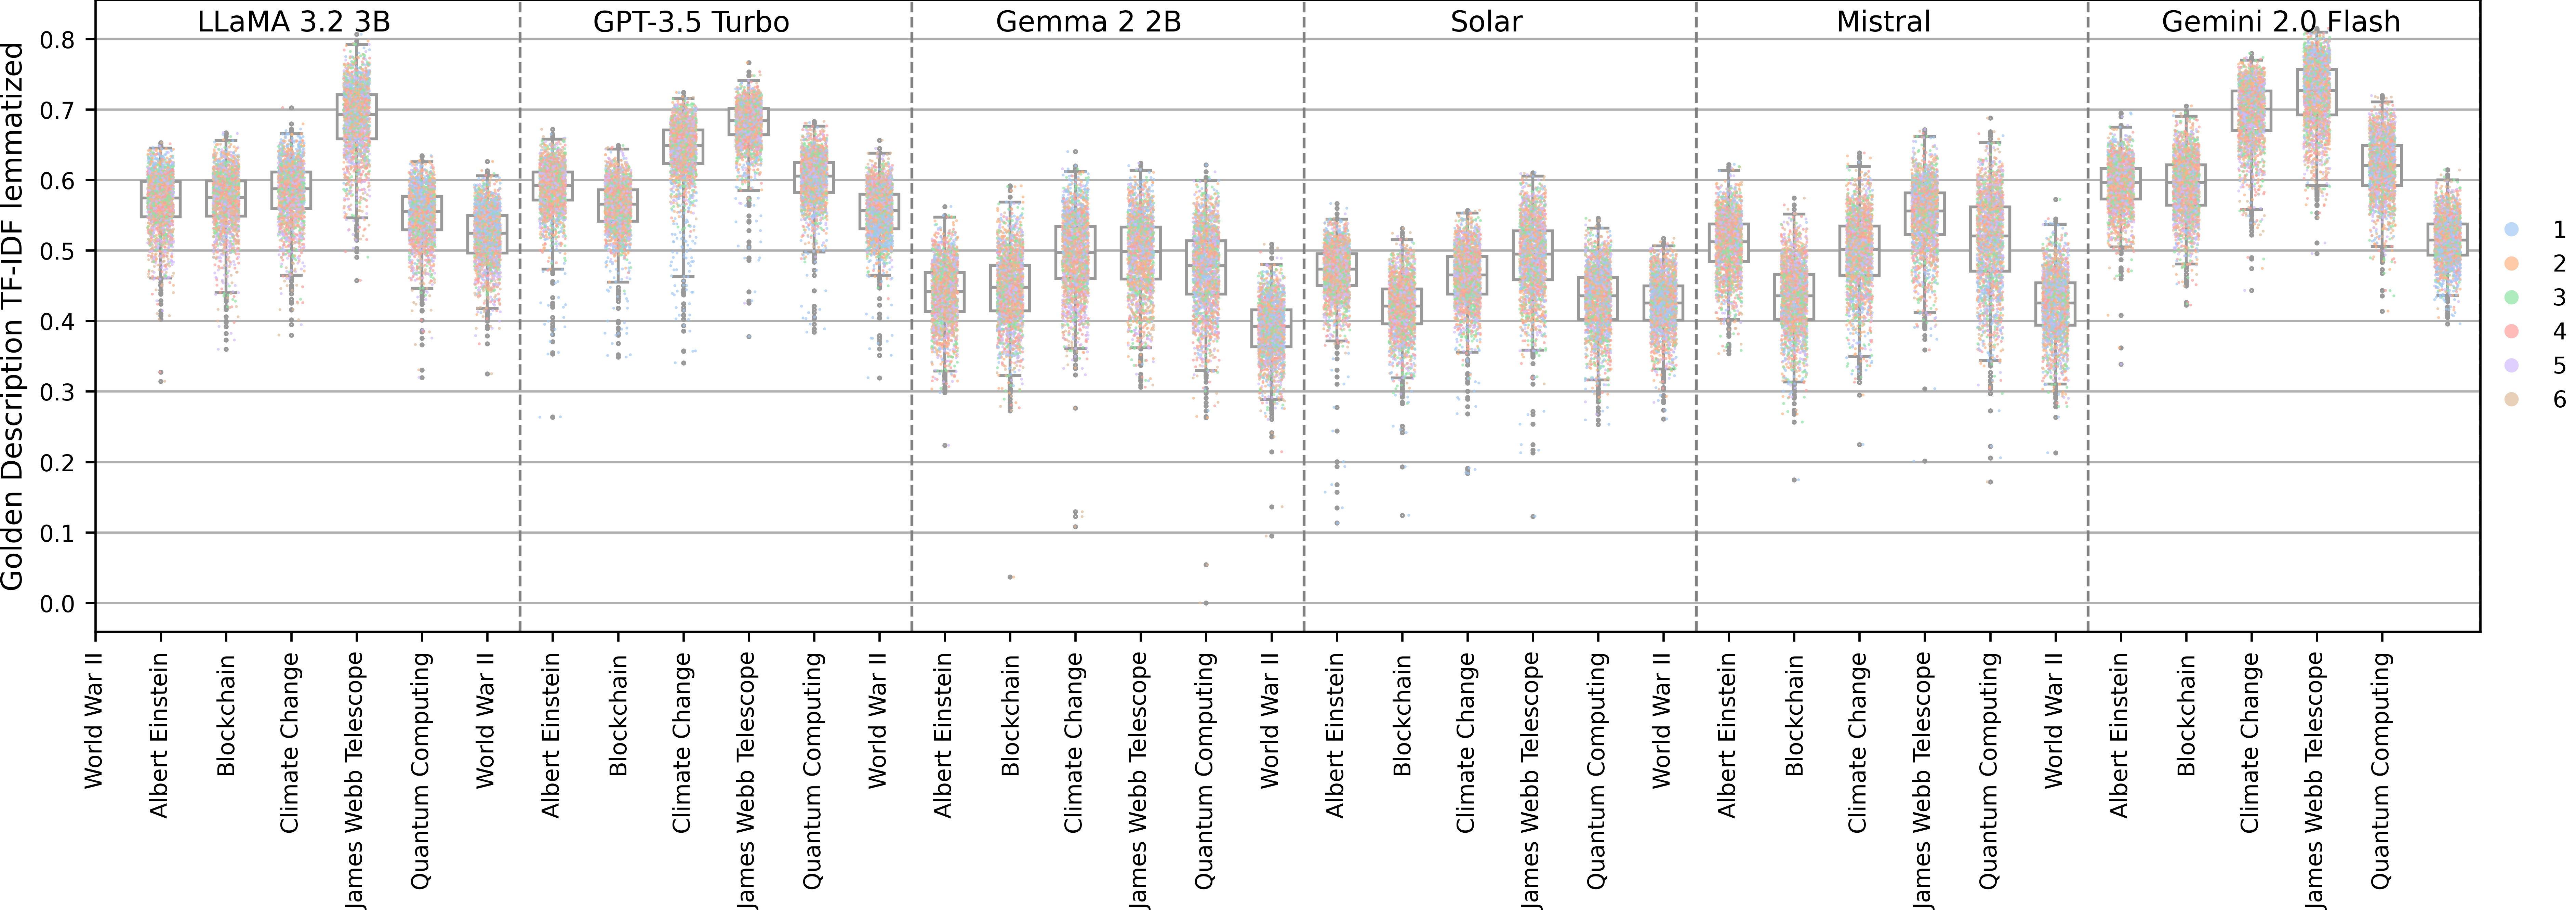 LLaMA 3.2 3B
GPT-3.5 Turbo
Gemma 2 2B
Solar
Mistral
Gemini 2.0 Flash
Golden Description TF-IDF lemmatized
0.8
0.7
0.6
0.5
0.4
0.3
0.2
0.1
0.0
World War II
Albert Einstein
Blockchain
Climate Change
James Webb Telescope
Quantum Computing
World War II
Albert Einstein
Blockchain
Climate Change
James Webb Telescope
Quantum Computing
World War II
Albert Einstein
Blockchain
Climate Change
James Webb Telescope
Quantum Computing
World War II
Albert Einstein
Blockchain
Climate Change
James Webb Telescope
Quantum Computing
World War II
Albert Einstein
Blockchain
Climate Change
James Webb Telescope
Quantum Computing
World War II
Albert Einstein
Blockchain
Climate Change
James Webb Telescope
Quantum Computing
1
2
3
4
5
6